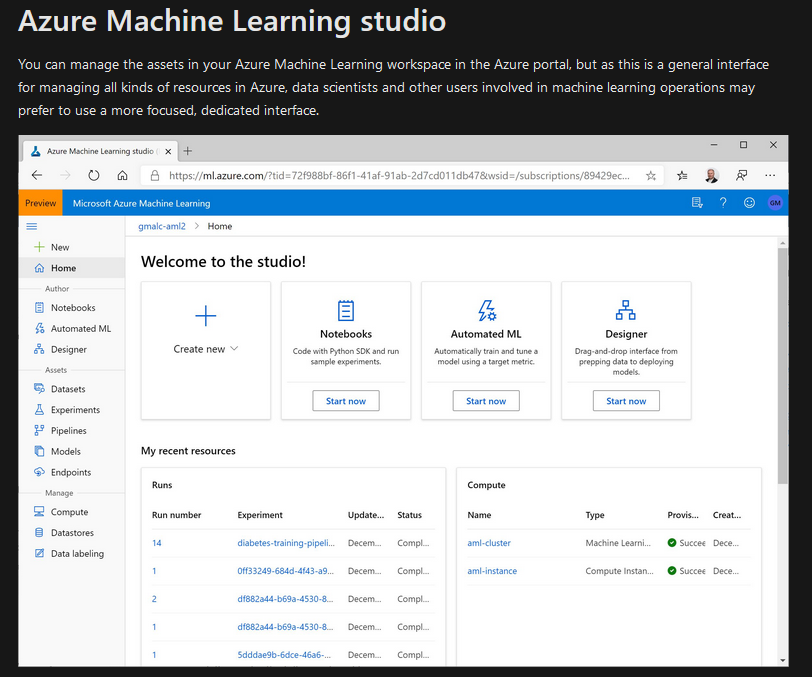 Azure Machine Learning studio
You can manage the assets in your Azure Machine Learning workspace in the Azure portal, but as this is a general interface
for managing all kinds of resources in Azure, data scientists and other users involved in machine learning operations may
prefer to use a more focused, dedicated interface.
Azure Machine Learning studio
https://ml.azure.com/?tid=72f988bf-86f1-41af-91ab-2d7cd011db47&wsid=/subscriptions/89429ec...
Preview Microsoft Azure Machine Learning GM
gmalc-aml2 > Home
New
Home
Author
Notebooks
Automated ML
Designer
Assets
Datasets
Experiments
Pipelines
Models
Endpoints
Manage
Compute
Datastores
Data labeling
Welcome to the studio!
Create new
Notebooks
Code with Python SDK and run
sample experiments.
Start now
Automated ML
Automatically train and tune a
model using a target metric.
Start now
Designer
Drag-and-drop interface from
prepping data to deploying
models.
Start now
My recent resources
Runs
Run number Experiment Update... Status
14 diabetes-training-pipeli... Decem... Compl...
1 0ff33249-684d-4f43-a9... Decem... Compl...
2 df882a44-b69a-4530-8... Decem... Compl...
1 df882a44-b69a-4530-8... Decem... Compl...
1 5dddae9b-6dce-46a6-... Decem... Compl...
Compute
Name Type Provis... Creat...
aml-cluster Machine Learni... Succee Dece...
aml-instance Compute Instan... Succee Dece...